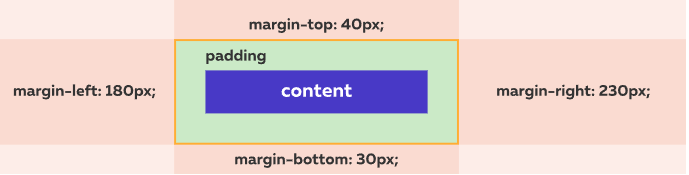 margin-top: 40px;
padding
margin-left: 180px;
content
margin-right: 230px;
margin-bottom: 30px;